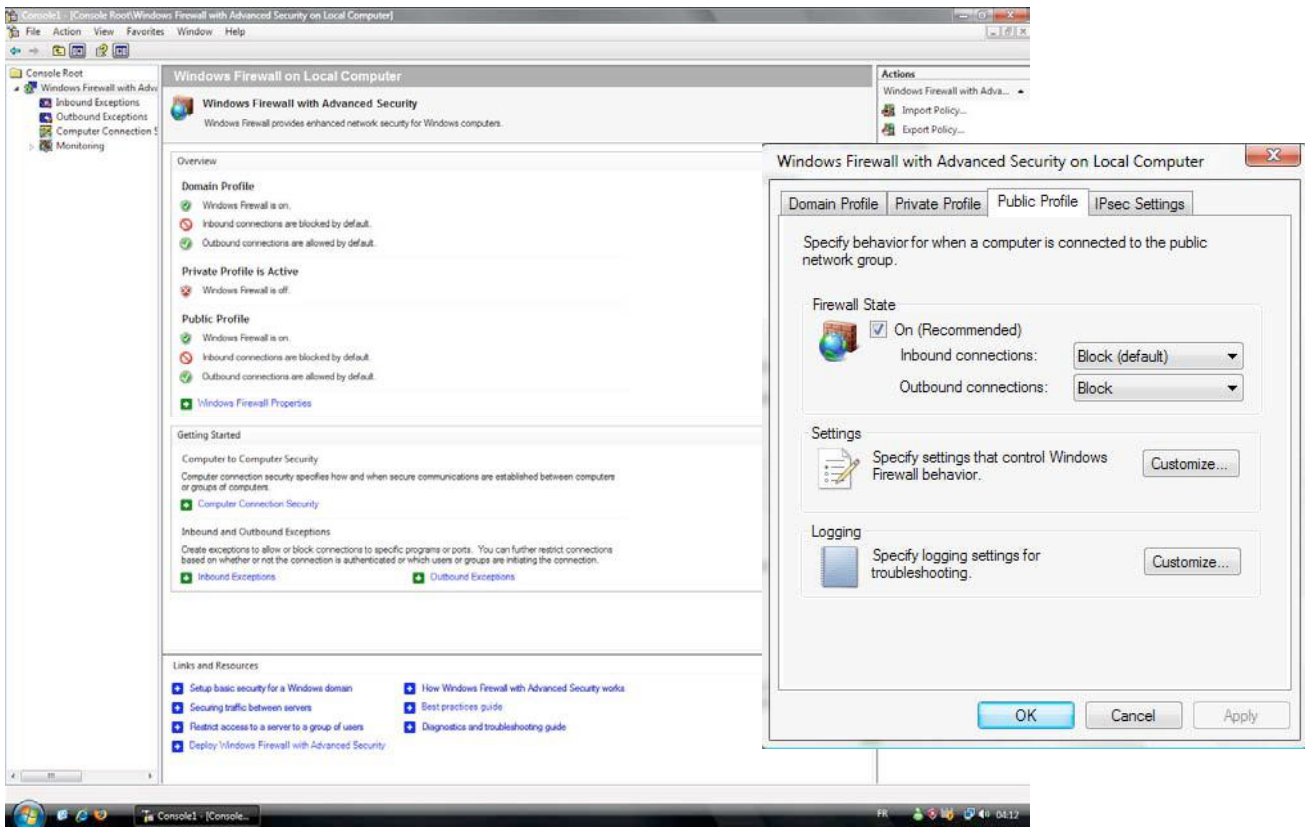 Console1 - [Console Root\Windows Firewall with Advanced Security on Local Computer]
File Action View Favorites Window Help
Console Root
Windows Firewall with Adv
Inbound Exceptions
Outbound Exceptions
Computer Connection S
Monitoring
Windows Firewall on Local Computer
Windows Firewall with Advanced Security
Windows Firewall provides enhanced network security for Windows computers.
Overview
Domain Profile
Windows Firewall is on.
Inbound connections are blocked by default.
Outbound connections are allowed by default.
Private Profile is Active
Windows Firewall is off.
Public Profile
Windows Firewall is on.
Inbound connections are blocked by default.
Outbound connections are allowed by default.
Windows Firewall Properties
Getting Started
Computer to Computer Security
Computer connection security specifies how and when secure communications are established between computers
or groups of computers.
Computer Connection Security
Inbound and Outbound Exceptions
Create exceptions to allow or block connections to specific programs or ports. You can further restrict connections
based on whether or not the connection is authenticated or which users or groups are initiating the connection.
Inbound Exceptions
Outbound Exceptions
Links and Resources
Setup basic security for a Windows domain
How Windows Firewall with Advanced Security works
Securing traffic between servers
Best practices guide
Restrict access to a server to a group of users
Diagnostics and troubleshooting guide
Deploy Windows Firewall with Advanced Security
Actions
Windows Firewall with Adva...
Import Policy...
Export Policy...
Windows Firewall with Advanced Security on Local Computer
Domain Profile Private Profile Public Profile IPsec Settings
Specify behavior for when a computer is connected to the public
network group.
Firewall State
On (Recommended)
Inbound connections: Block (default)
Outbound connections: Block
Settings
Specify settings that control Windows
Firewall behavior.
Customize...
Logging
Specify logging settings for
troubleshooting.
Customize...
OK Cancel Apply
Console1 - [Console...
FR 04:12